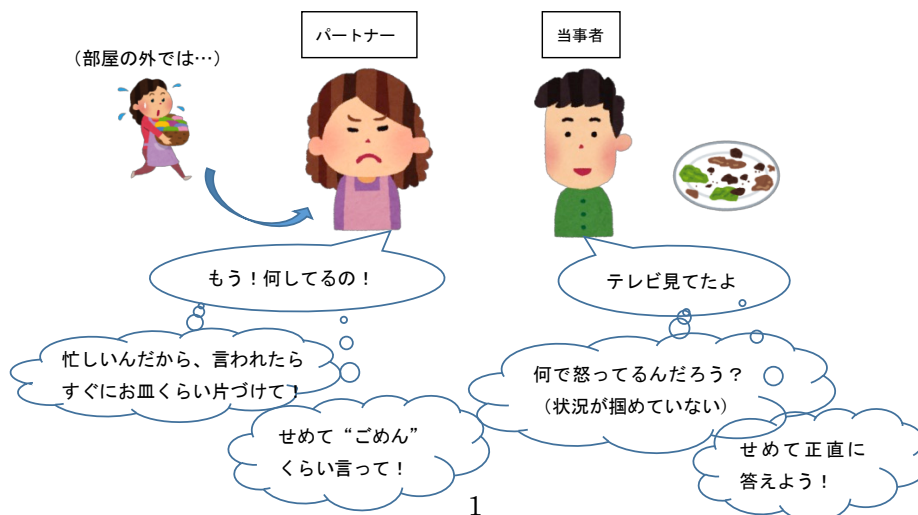 パートナー
当事者
（部屋の外では…）
もう！何してるの！
テレビ見てたよ
忙しいんだから、言われたら
すぐにお皿くらい片づけて！
何で怒ってるんだろう？
（状況が掴めていない）
せめて“ごめん”
くらい言って！
せめて正直に
答えよう！
1